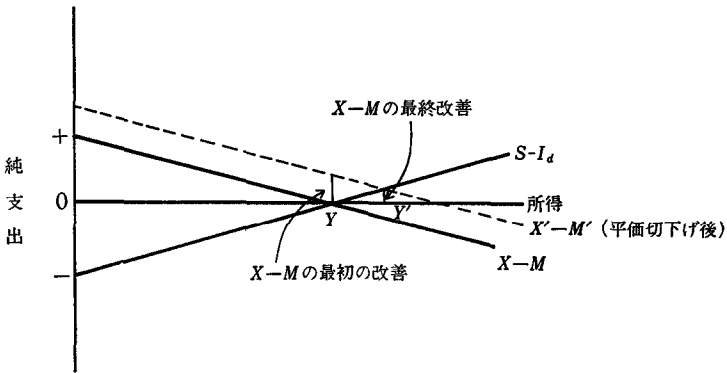 X—Mの最終改善
S-I_d
+
純支出
0
所得
Y
Y′
X′—M′(平価切下げ後)
X—M
—
X—Mの最初の改善